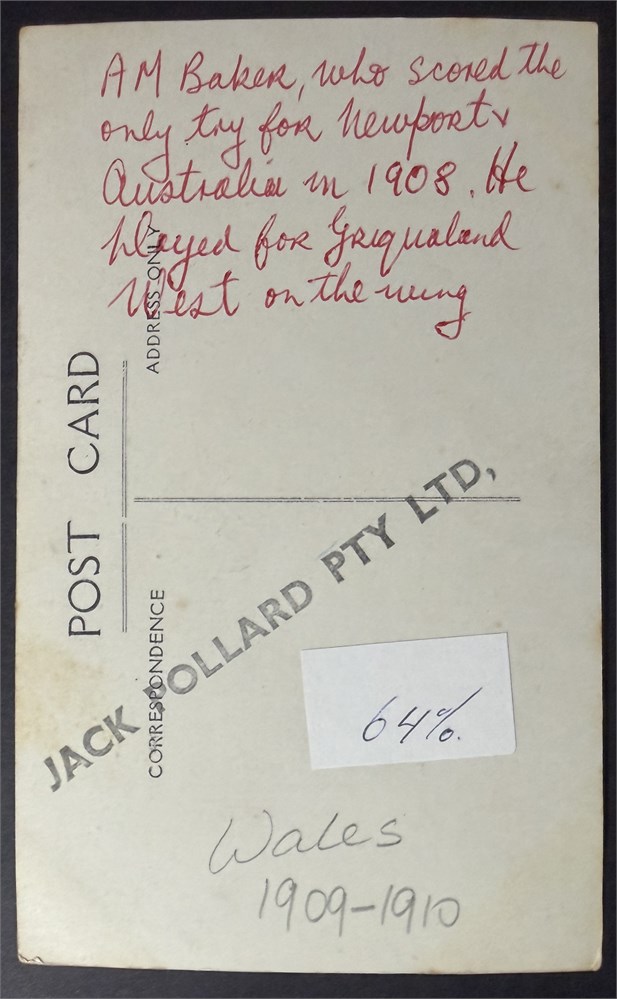 A M Baker, who scored the
only try for Newport v
Australia in 1908. He
played for Griqualand
West on the wing
ADDRESS ONLY
POST CARD
CORRESPONDENCE
JACK POLLARD PTY LTD,
64%.
Wales
1909-1910